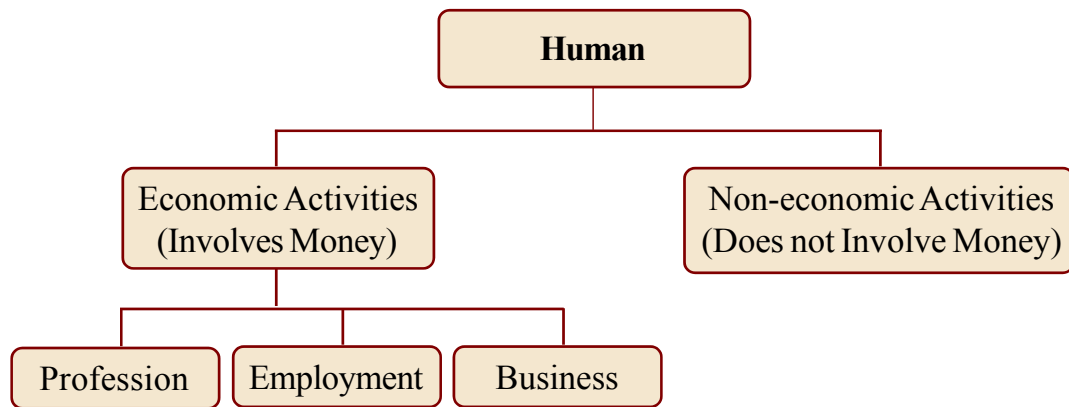 Human
Economic Activities
(Involves Money)
Non-economic Activities
(Does not Involve Money)
Profession
Employment
Business